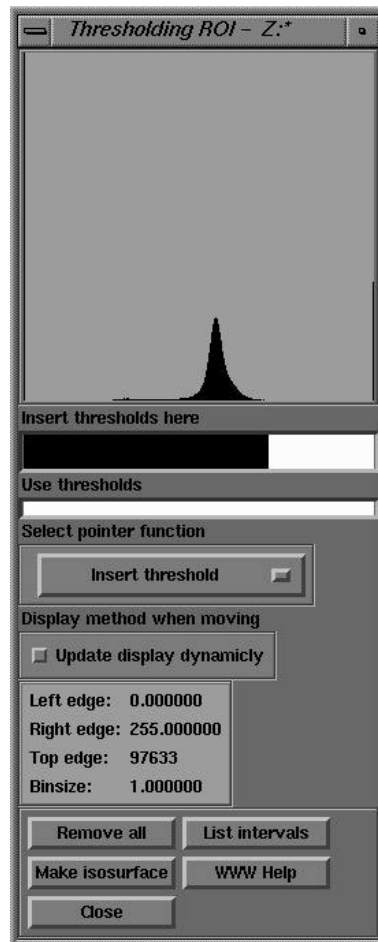 Thresholding ROI - Z:*
Insert thresholds here
Use thresholds
Select pointer function
Insert threshold
Display method when moving
Update display dynamicly
Left edge: 0.000000
Right edge: 255.000000
Top edge: 97633
Binsize: 1.000000
Remove all List intervals
Make isosurface WWW Help
Close